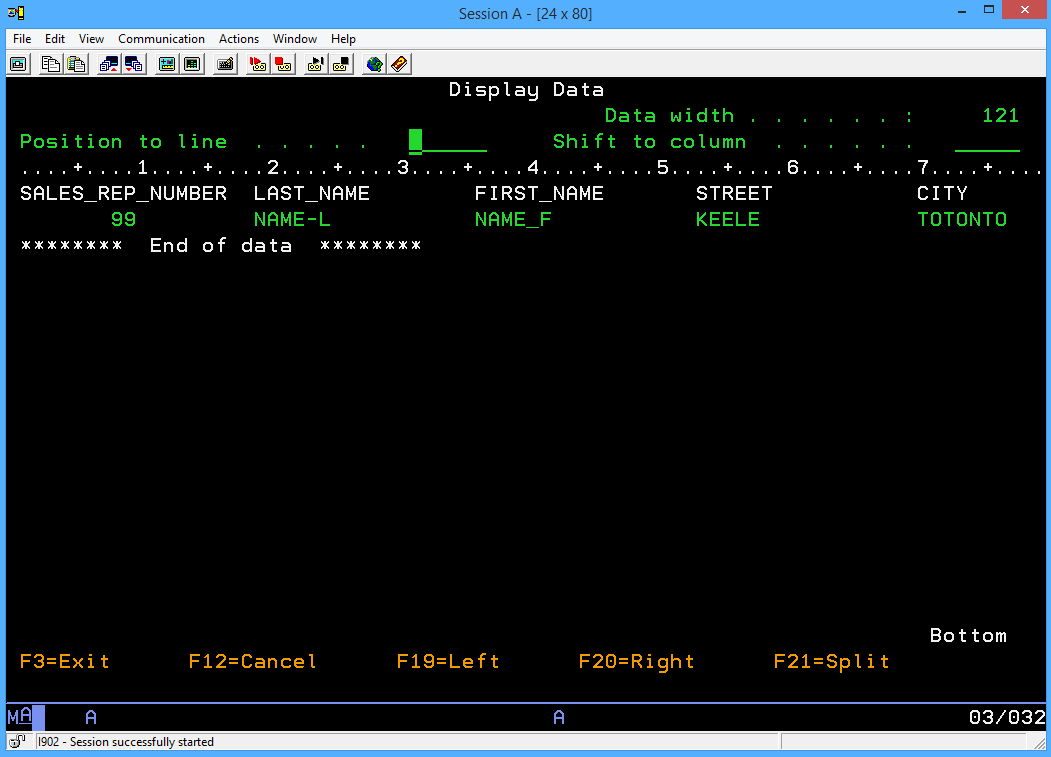 Session A - [24 x 80]
File Edit View Communication Actions Window Help
Display Data
Data width . . . . . . : 121
Position to line . . . . . Shift to column . . . . . .
....+....1....+....2....+....3....+....4....+....5....+....6....+....7....+....
SALES_REP_NUMBER LAST_NAME FIRST_NAME STREET CITY
99 NAME-L NAME_F KEELE TOTONTO
******** End of data ********
Bottom
F3=Exit F12=Cancel F19=Left F20=Right F21=Split
MA A A 03/032
I902 - Session successfully started